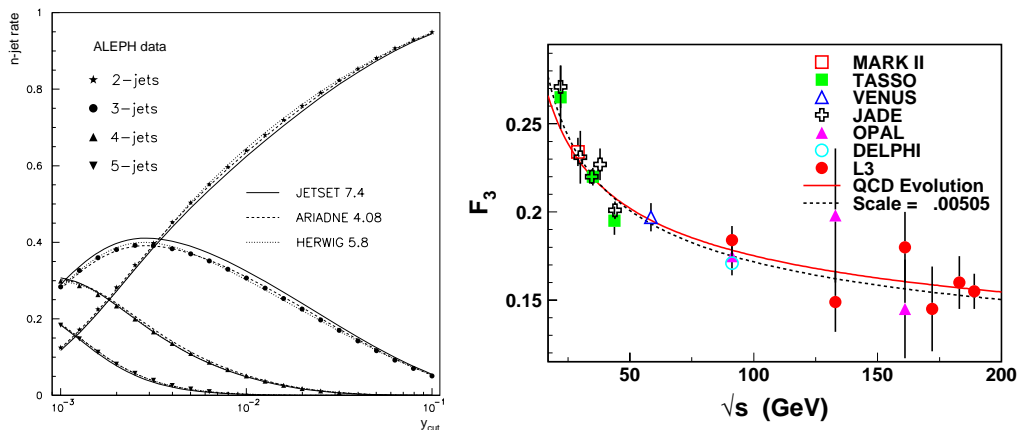 n-jet rate
1
0.8
0.6
0.4
0.2
0
ALEPH data
2-jets
3-jets
4-jets
5-jets
JETSET 7.4
ARIADNE 4.08
HERWIG 5.8
10⁻³
10⁻²
10⁻¹
y_cut
F₃
0.25
0.2
0.15
MARK II
TASSO
VENUS
JADE
OPAL
DELPHI
L3
QCD Evolution
Scale = .00505
50
100
150
200
√s (GeV)